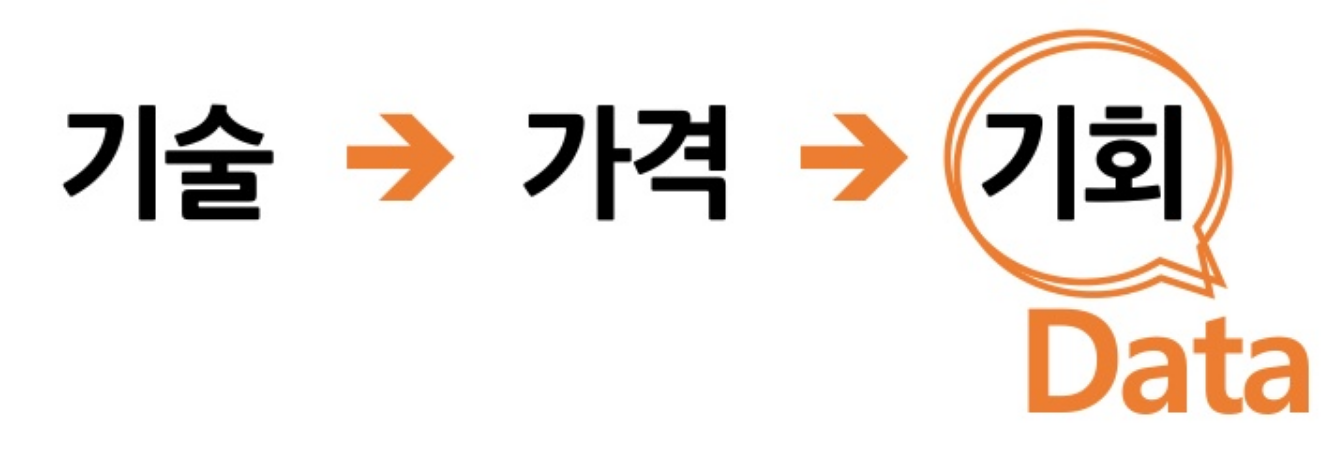 기술 → 가격 → 기회
Data